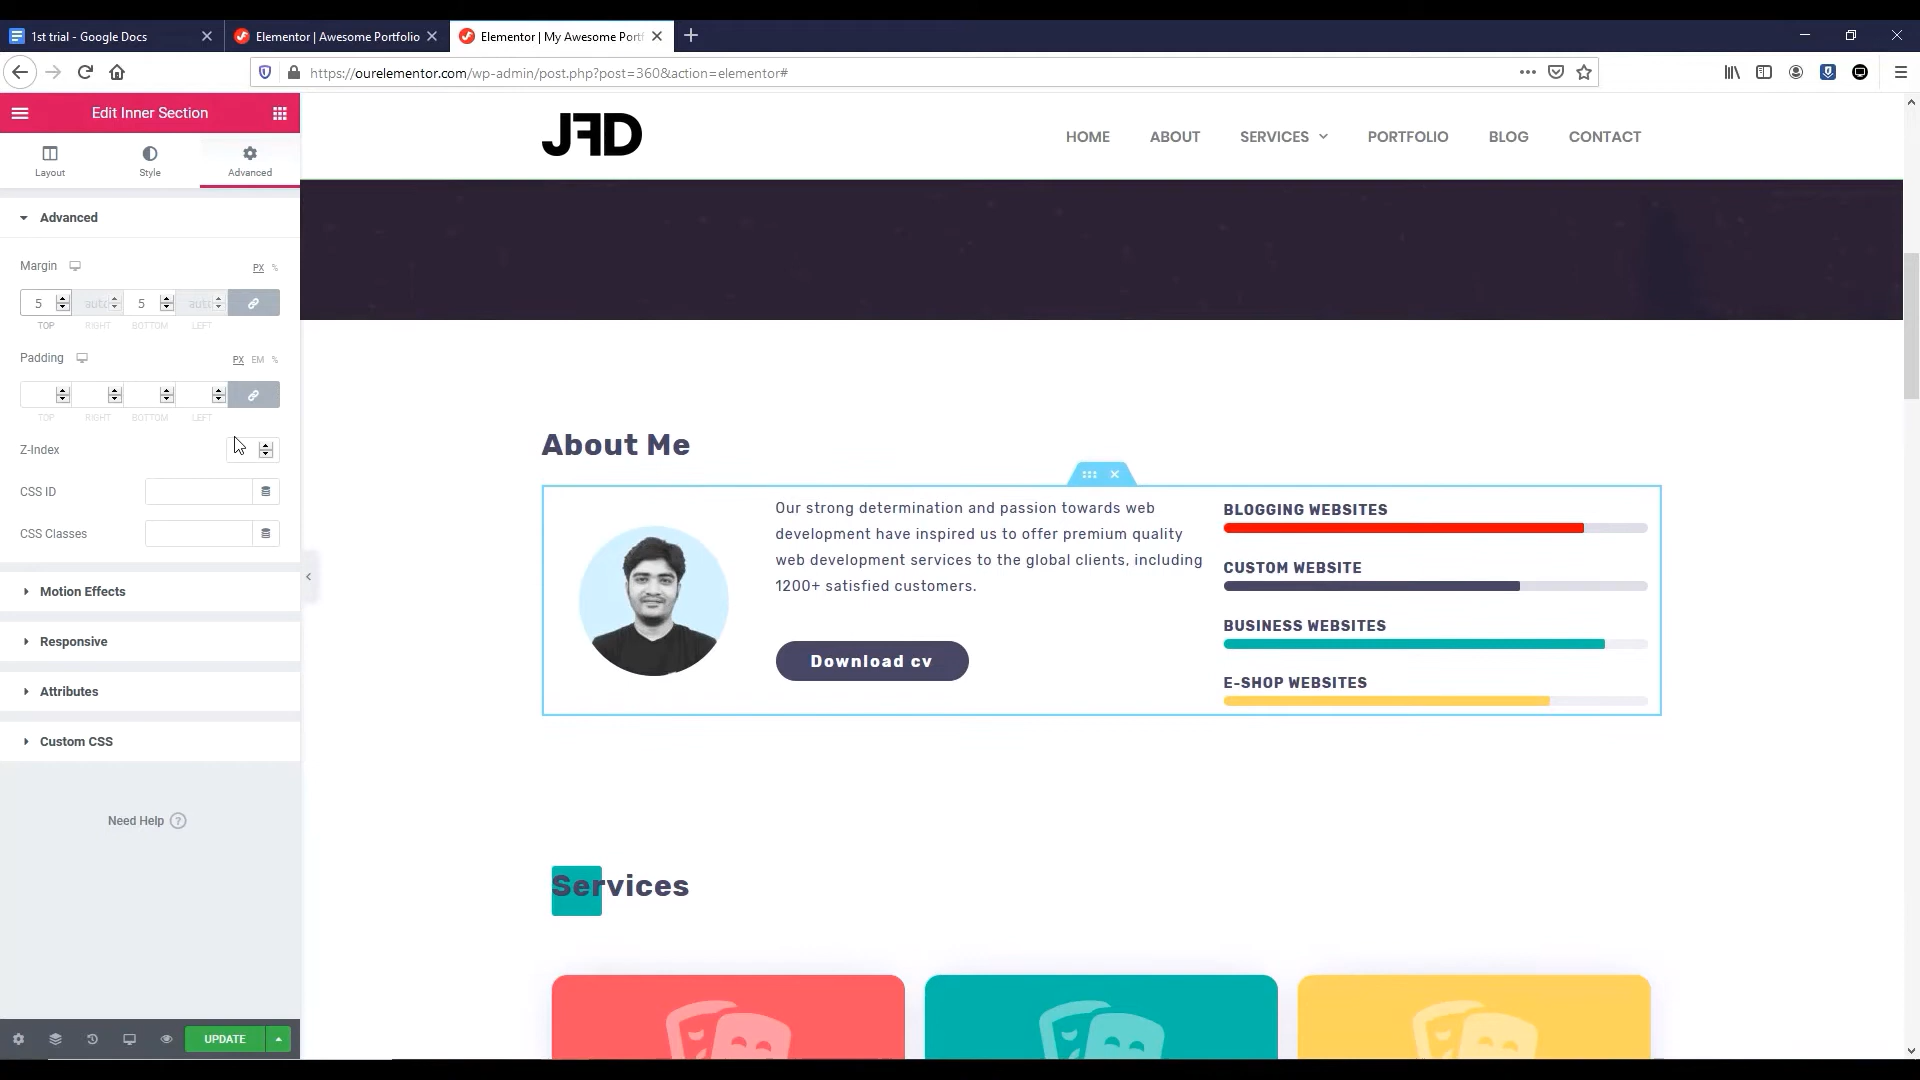 1st trial - Google Docs
Elementor | Awesome Portfolio
Elementor | My Awesome Portf
https://ourelementor.com/wp-admin/post.php?post=360&action=elementor#
Edit Inner Section
Layout
Style
Advanced
Advanced
Margin
PX %
5 auto 5 auto
TOP RIGHT BOTTOM LEFT
Padding
PX EM %
TOP RIGHT BOTTOM LEFT
Z-Index
CSS ID
CSS Classes
Motion Effects
Responsive
Attributes
Custom CSS
Need Help ?
UPDATE
JFD
HOME ABOUT SERVICES PORTFOLIO BLOG CONTACT
About Me
Our strong determination and passion towards web
development have inspired us to offer premium quality
web development services to the global clients, including
1200+ satisfied customers.
Download cv
BLOGGING WEBSITES
CUSTOM WEBSITE
BUSINESS WEBSITES
E-SHOP WEBSITES
Services